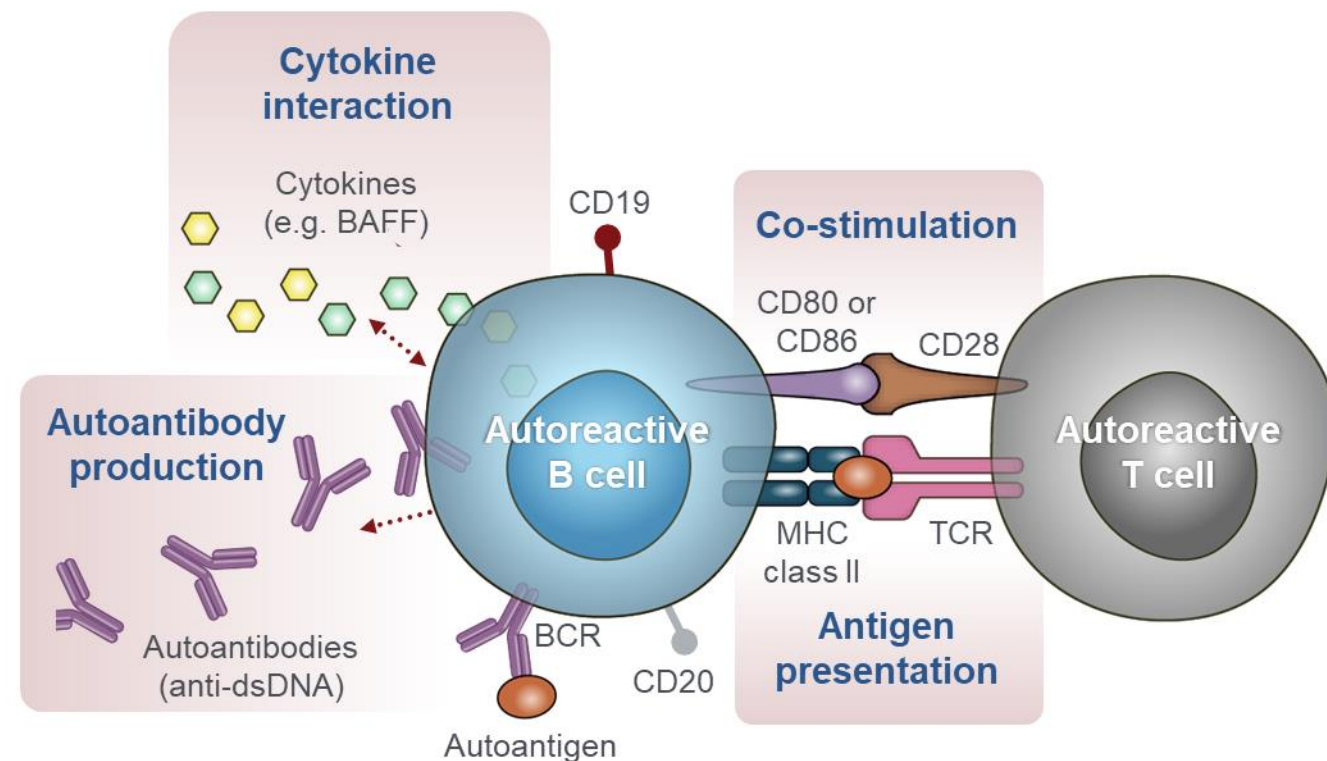 Cytokine
interaction
Cytokines
(e.g. BAFF)
CD19
Co-stimulation
CD80 or
CD86
CD28
Autoantibody
production
Autoreactive
B cell
Autoreactive
T cell
MHC
class II
TCR
Autoantibodies
(anti-dsDNA)
BCR
CD20
Antigen
presentation
Autoantigen